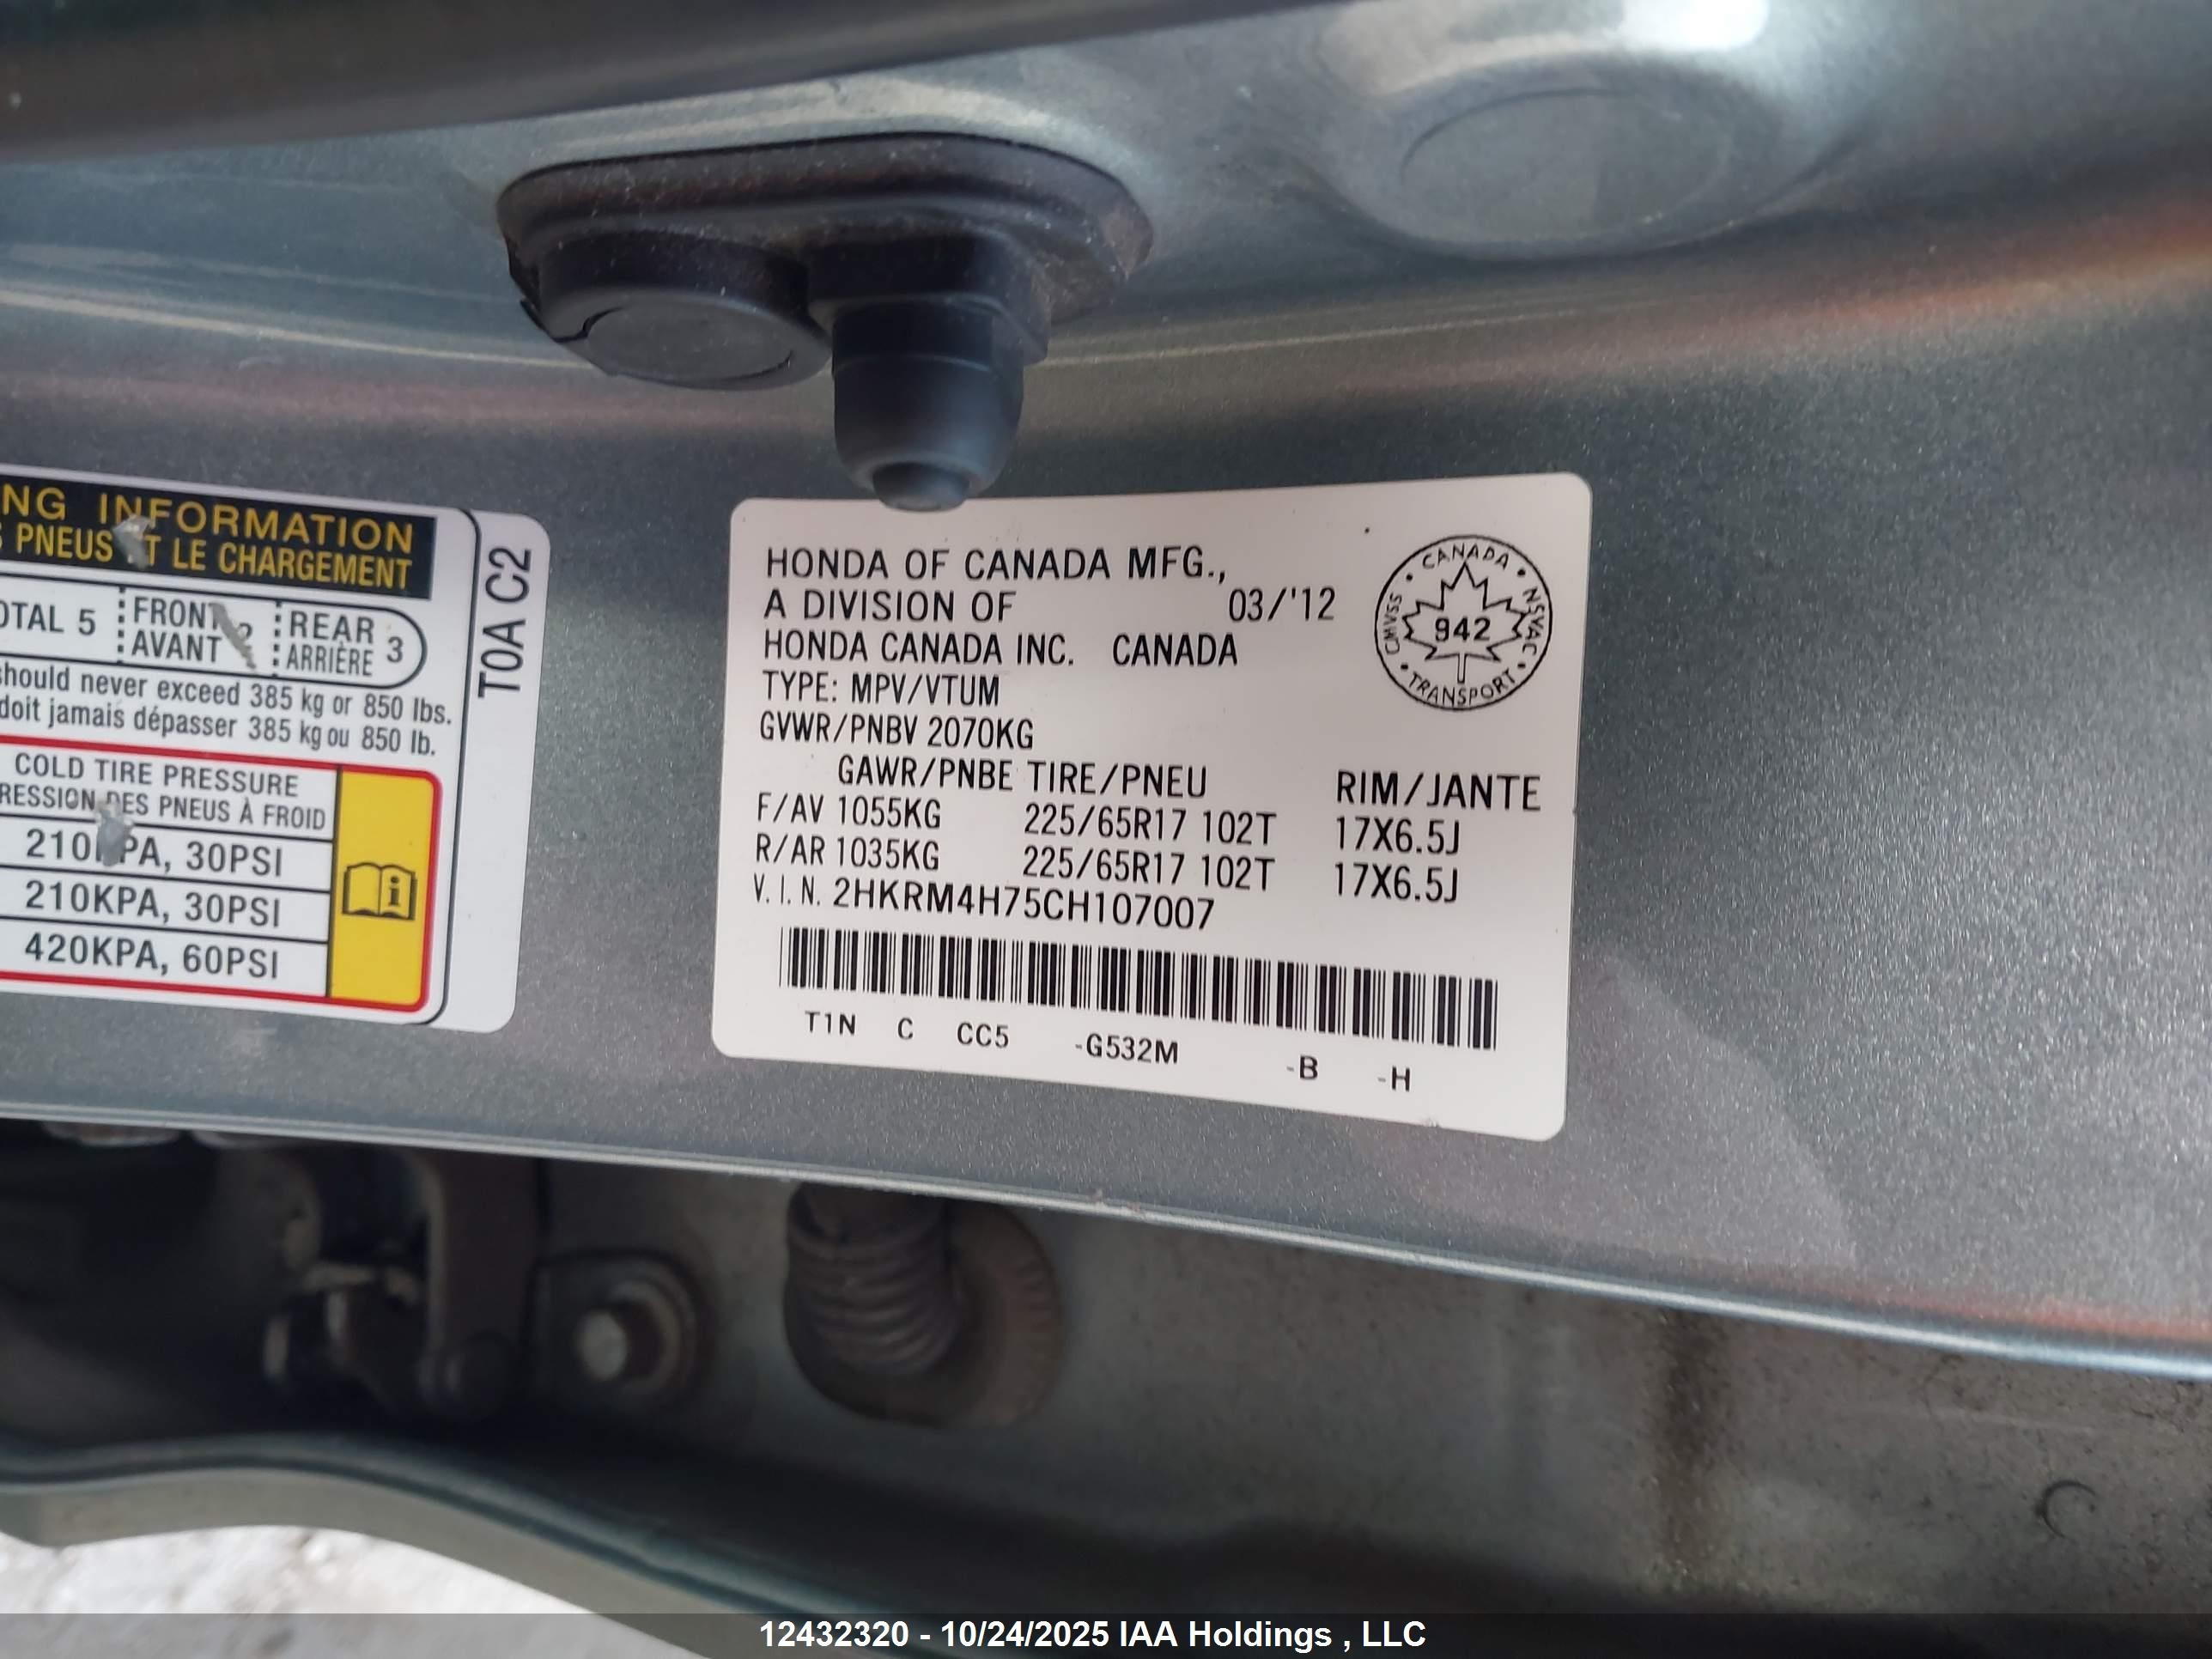 NG INFORMATION
PNEUS ET LE CHARGEMENT
TOTAL 5 FRONT 2 REAR 3
AVANT ARRIÈRE
should never exceed 385 kg or 850 lbs.
doit jamais dépasser 385 kg ou 850 lb.
COLD TIRE PRESSURE
PRESSION DES PNEUS À FROID
210KPA, 30PSI
210KPA, 30PSI
420KPA, 60PSI
T0A C2
HONDA OF CANADA MFG.,
A DIVISION OF 03/'12
HONDA CANADA INC. CANADA
TYPE: MPV/VTUM
GVWR/PNBV 2070KG
GAWR/PNBE TIRE/PNEU RIM/JANTE
F/AV 1055KG 225/65R17 102T 17X6.5J
R/AR 1035KG 225/65R17 102T 17X6.5J
V.I.N. 2HKRM4H75CH107007
T1N C CC5 -G532M -B -H
CANADA • NSVAC • TRANSPORT • CMVSS •
942
12432320 - 10/24/2025 IAA Holdings , LLC